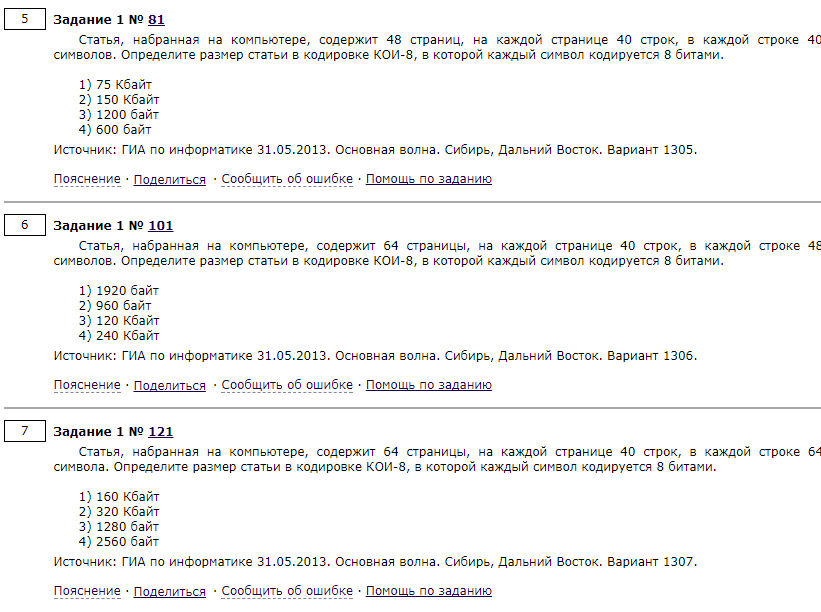 5
Задание 1 № 81
Статья, набранная на компьютере, содержит 48 страниц, на каждой странице 40 строк, в каждой строке 40
символов. Определите размер статьи в кодировке КОИ-8, в которой каждый символ кодируется 8 битами.
1) 75 Кбайт
2) 150 Кбайт
3) 1200 байт
4) 600 байт
Источник: ГИА по информатике 31.05.2013. Основная волна. Сибирь, Дальний Восток. Вариант 1305.
Пояснение · Поделиться · Сообщить об ошибке · Помощь по заданию
6
Задание 1 № 101
Статья, набранная на компьютере, содержит 64 страницы, на каждой странице 40 строк, в каждой строке 48
символов. Определите размер статьи в кодировке КОИ-8, в которой каждый символ кодируется 8 битами.
1) 1920 байт
2) 960 байт
3) 120 Кбайт
4) 240 Кбайт
Источник: ГИА по информатике 31.05.2013. Основная волна. Сибирь, Дальний Восток. Вариант 1306.
Пояснение · Поделиться · Сообщить об ошибке · Помощь по заданию
7
Задание 1 № 121
Статья, набранная на компьютере, содержит 64 страницы, на каждой странице 40 строк, в каждой строке 64
символа. Определите размер статьи в кодировке КОИ-8, в которой каждый символ кодируется 8 битами.
1) 160 Кбайт
2) 320 Кбайт
3) 1280 байт
4) 2560 байт
Источник: ГИА по информатике 31.05.2013. Основная волна. Сибирь, Дальний Восток. Вариант 1307.
Пояснение · Поделиться · Сообщить об ошибке · Помощь по заданию